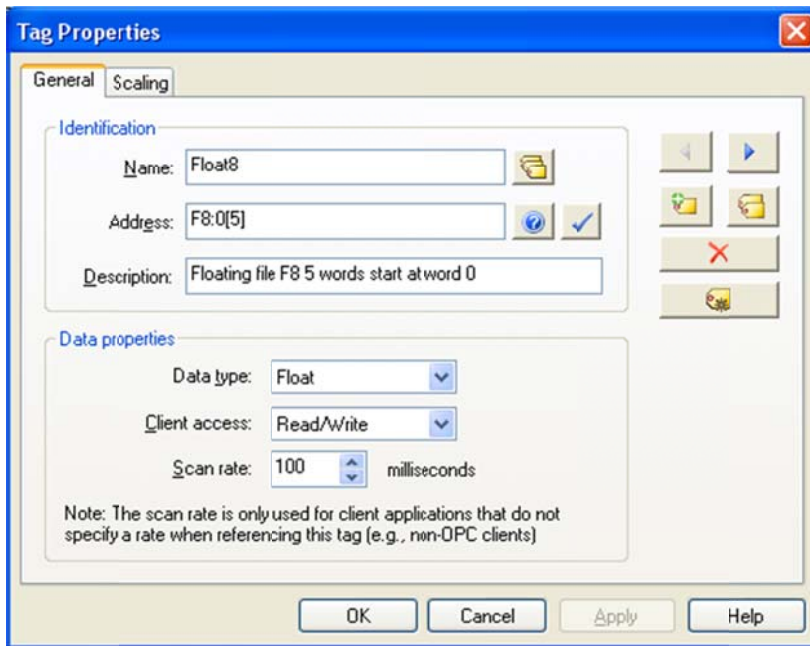 Tag Properties
General Scaling
Identification
Name: Float8
Address: F8:0[5]
Description: Floating file F8 5 words start at word 0
Data properties
Data type: Float
Client access: Read/Write
Scan rate: 100 milliseconds
Note: The scan rate is only used for client applications that do not
specify a rate when referencing this tag (e.g., non-OPC clients)
OK Cancel Apply Help